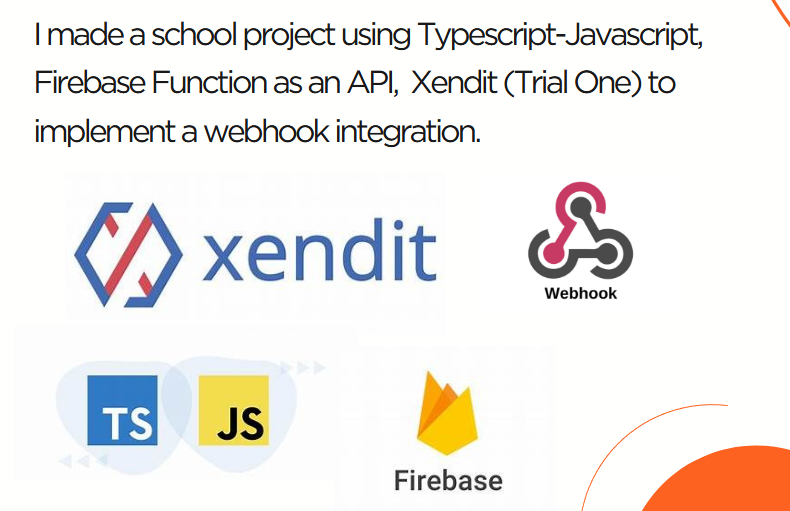 I made a school project using Typescript-Javascript,
Firebase Function as an API, Xendit (Trial One) to
implement a webhook integration.
xendit
Webhook
TS JS
Firebase